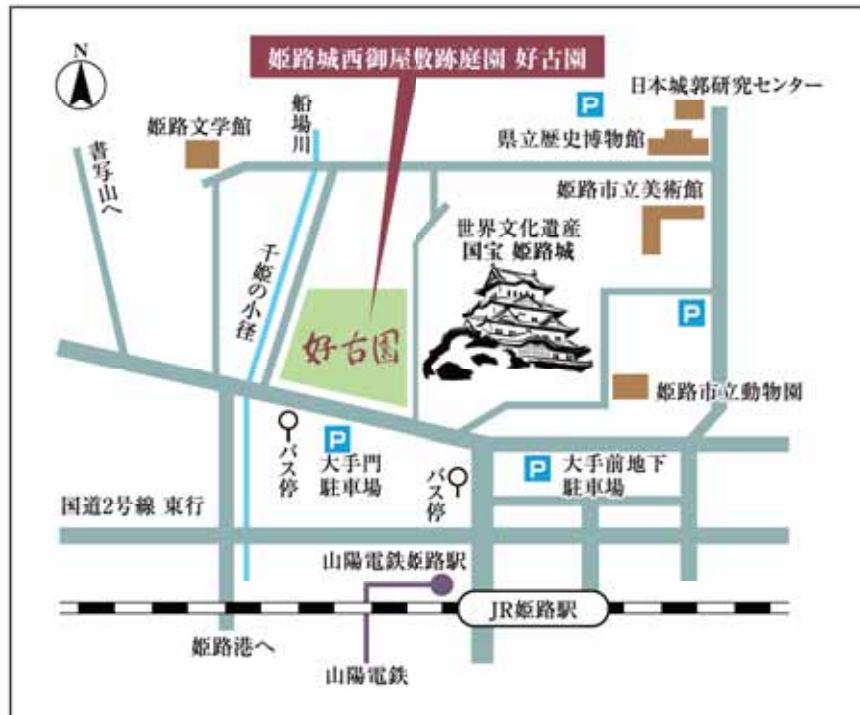 姫路城西御屋敷跡庭園 好古園
N
日本城郭研究センター
P
船場川
姫路文学館
県立歴史博物館
書写山へ
姫路市立美術館
世界文化遺産
国宝 姫路城
千姫の小径
好古園
P
姫路市立動物園
バス停
P
大手門
駐車場
バス停
P
大手前地下
駐車場
国道2号線 東行
山陽電鉄姫路駅
JR姫路駅
姫路港へ
山陽電鉄